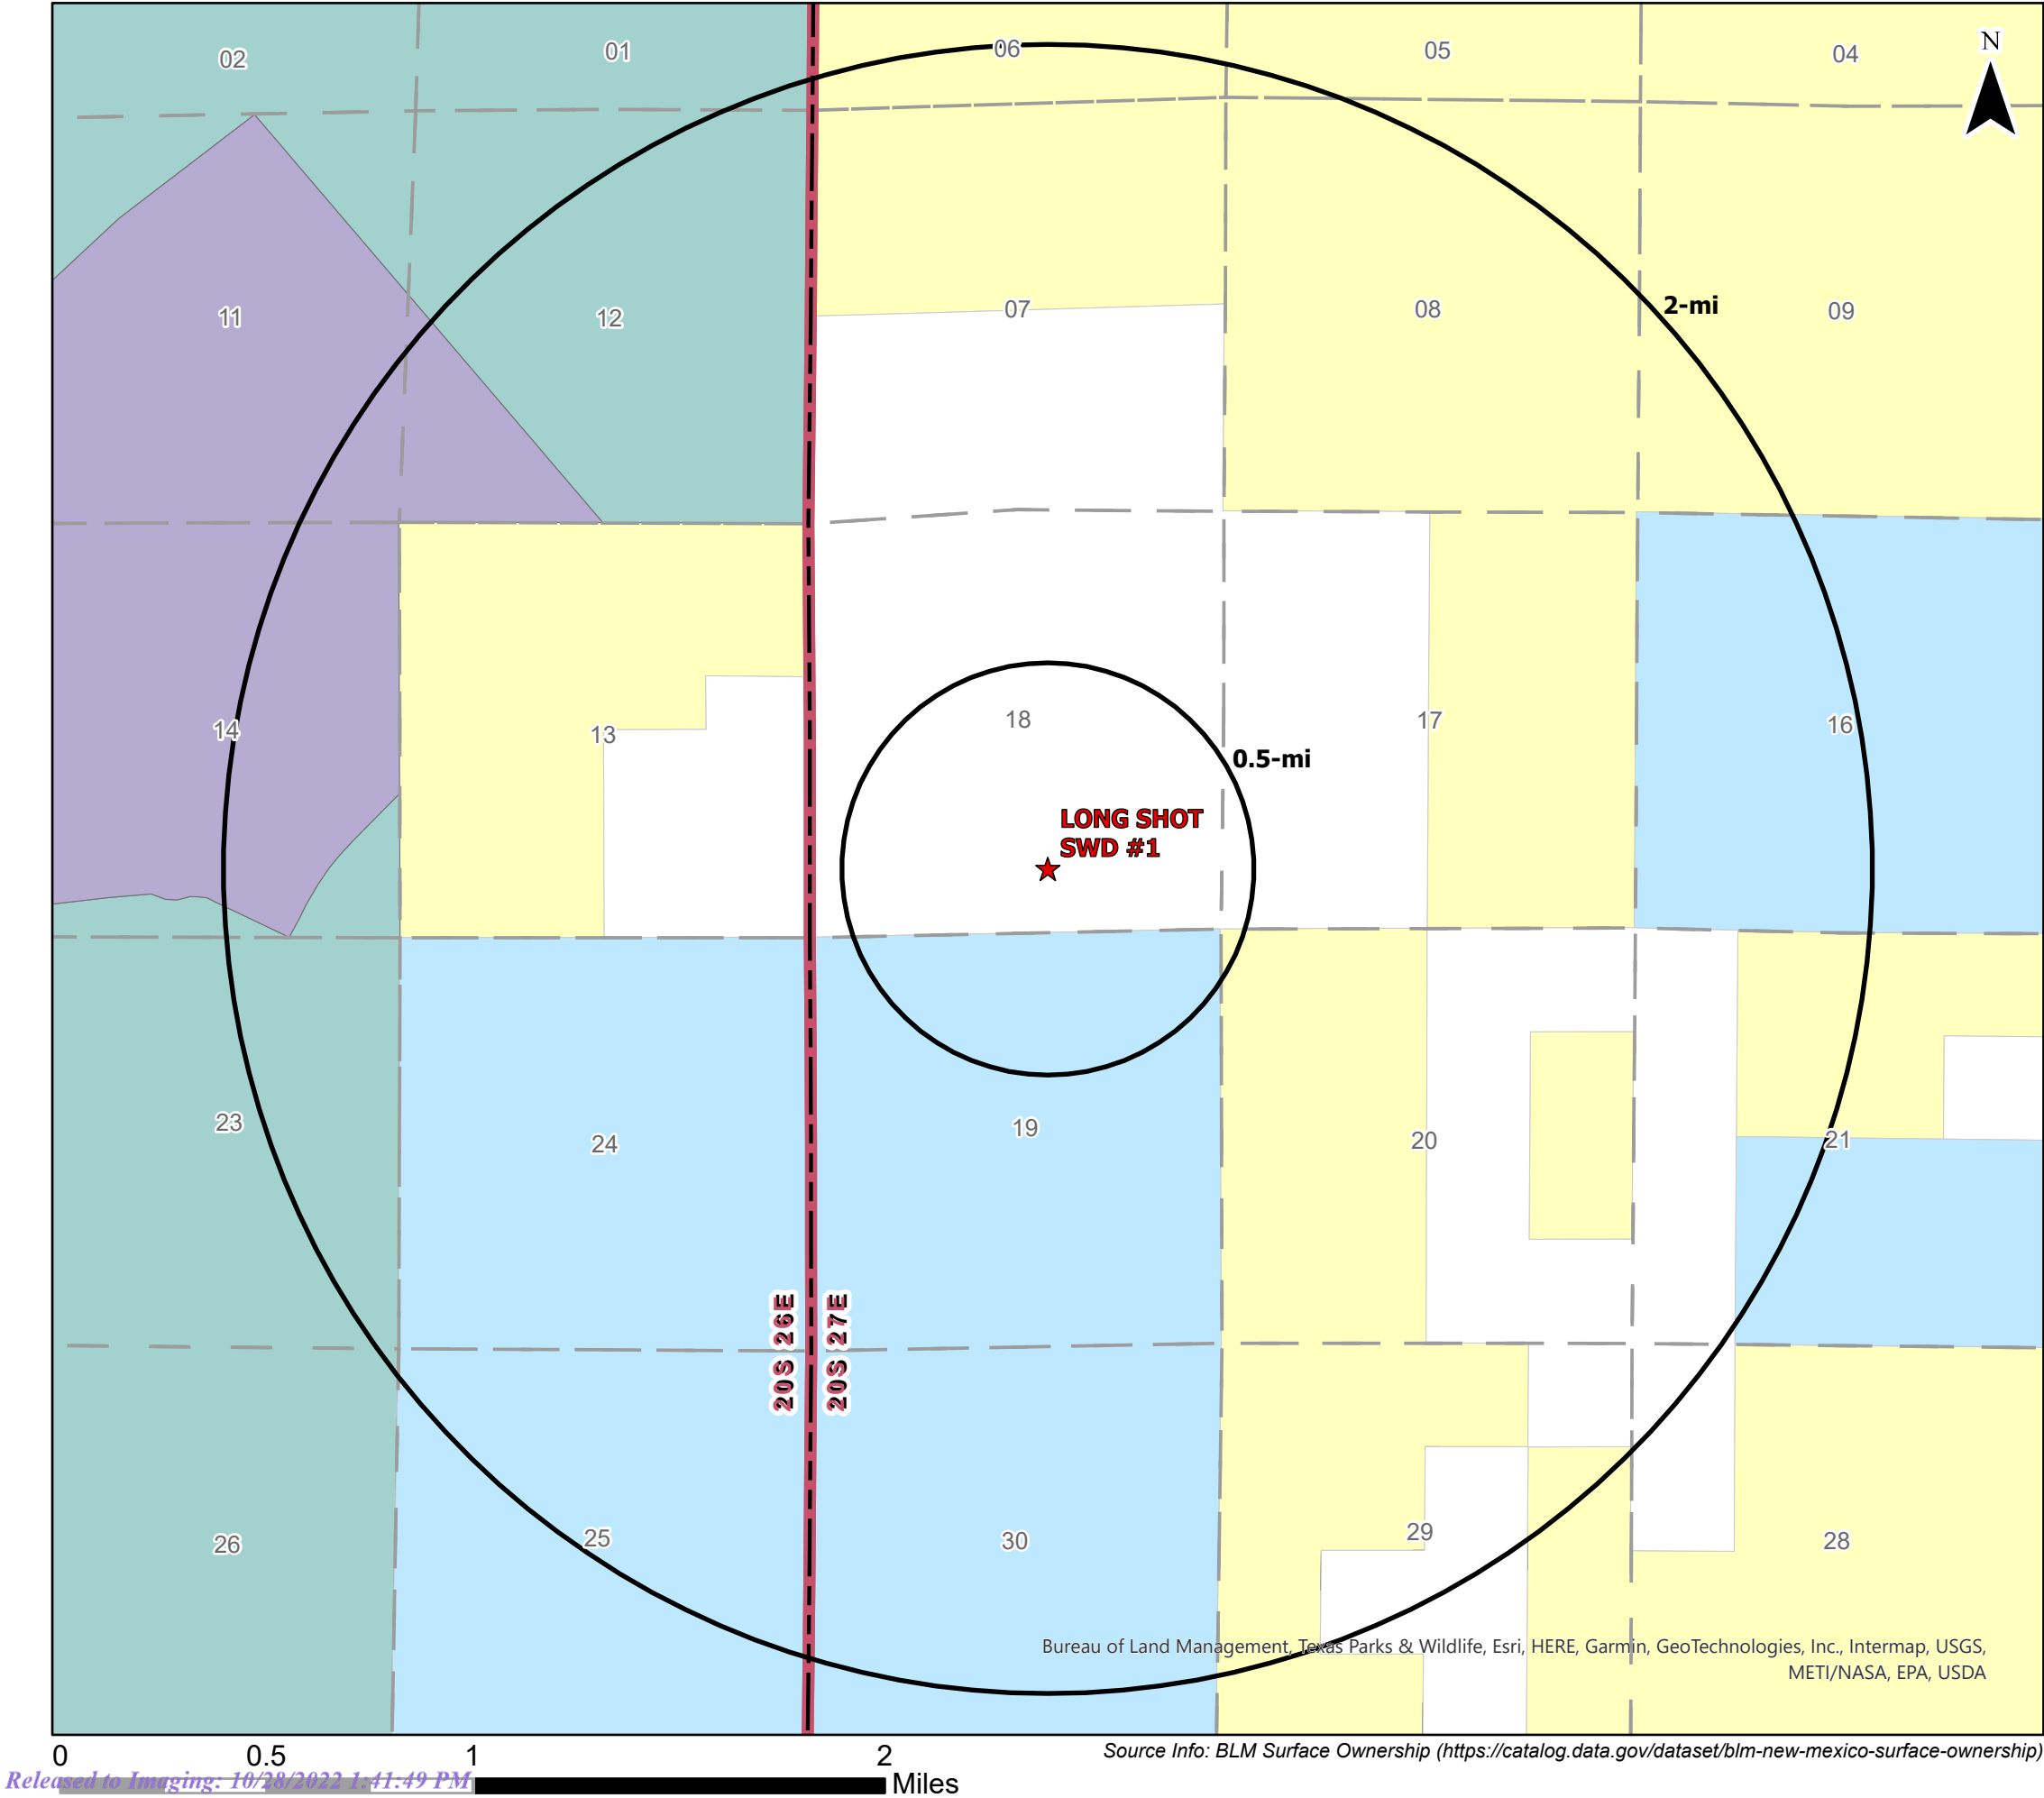 02
01
06
05
04
N
11
12
07
08
2-mi
09
14
13
18
17
16
0.5-mi
LONG SHOT
SWD #1
23
24
19
20
21
20S 26E
20S 27E
26
25
30
29
28
Bureau of Land Management, Texas Parks & Wildlife, Esri, HERE, Garmin, GeoTechnologies, Inc., Intermap, USGS,
METI/NASA, EPA, USDA
0 0.5 1 2
Miles
Source Info: BLM Surface Ownership (https://catalog.data.gov/dataset/blm-new-mexico-surface-ownership)
Released to Imaging: 10/28/2022 1:41:49 PM